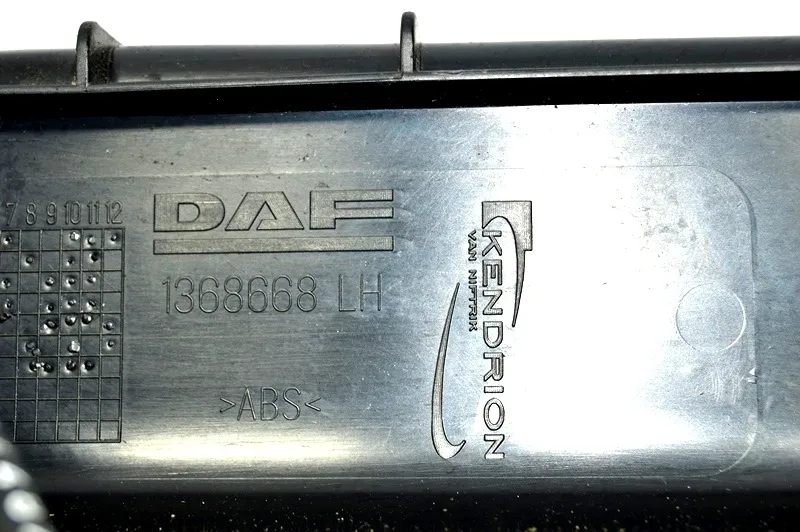 7 8 9 10 11 12
DAF
1368668 LH
>ABS<
KENDRION
VAN NIFTRIK